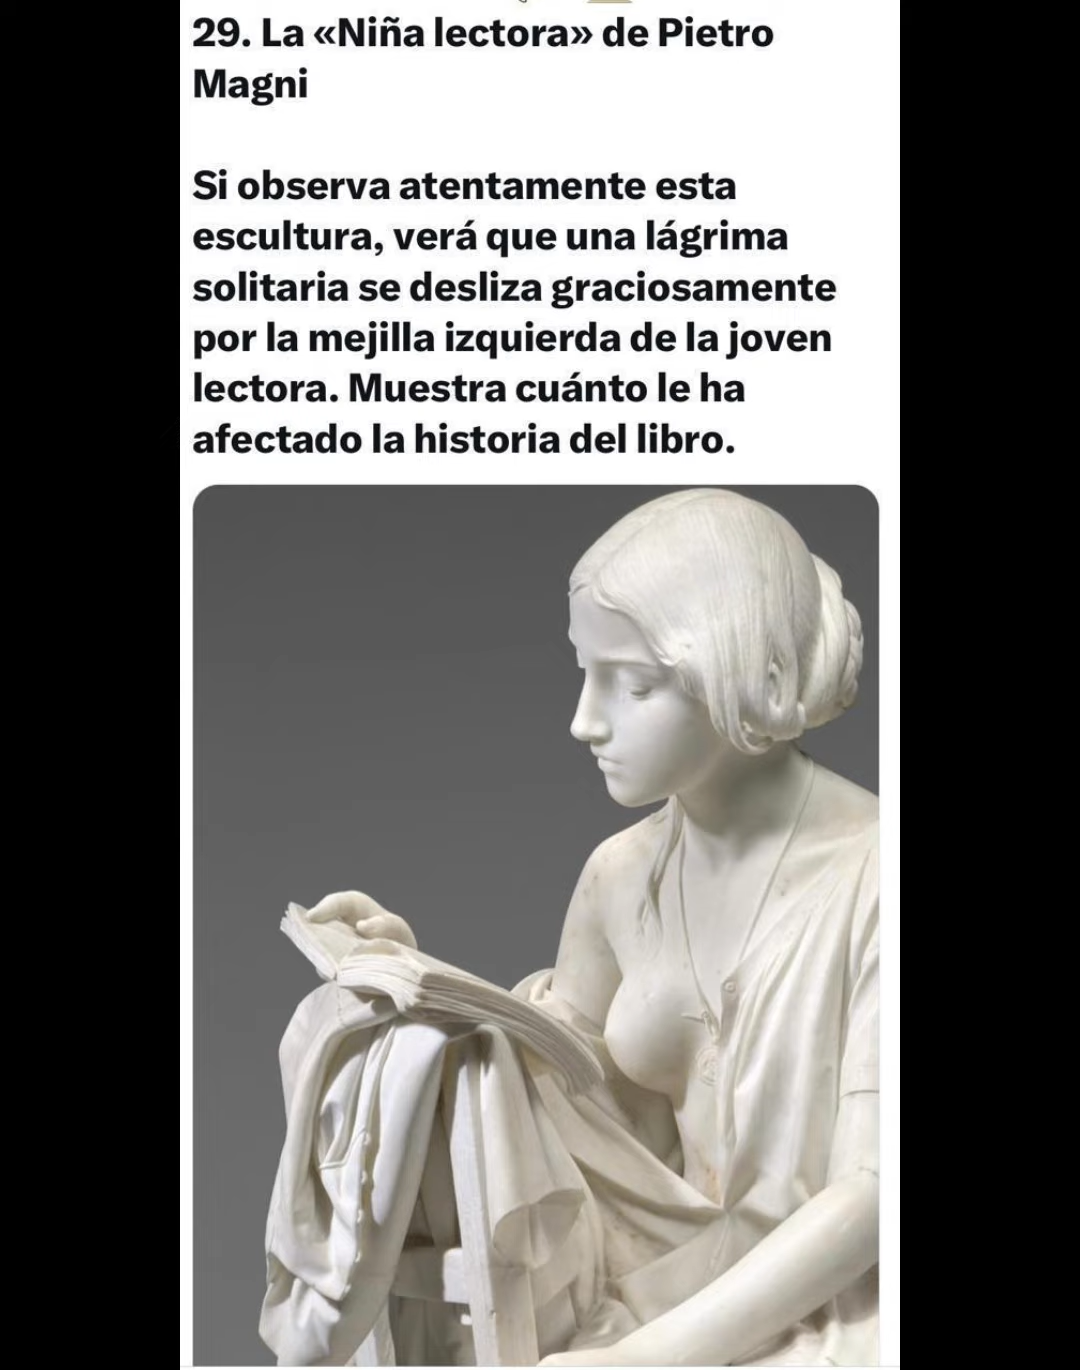 29. La «Niña lectora» de Pietro
Magni
Si observa atentamente esta
escultura, verá que una lágrima
solitaria se desliza graciosamente
por la mejilla izquierda de la joven
lectora. Muestra cuánto le ha
afectado la historia del libro.